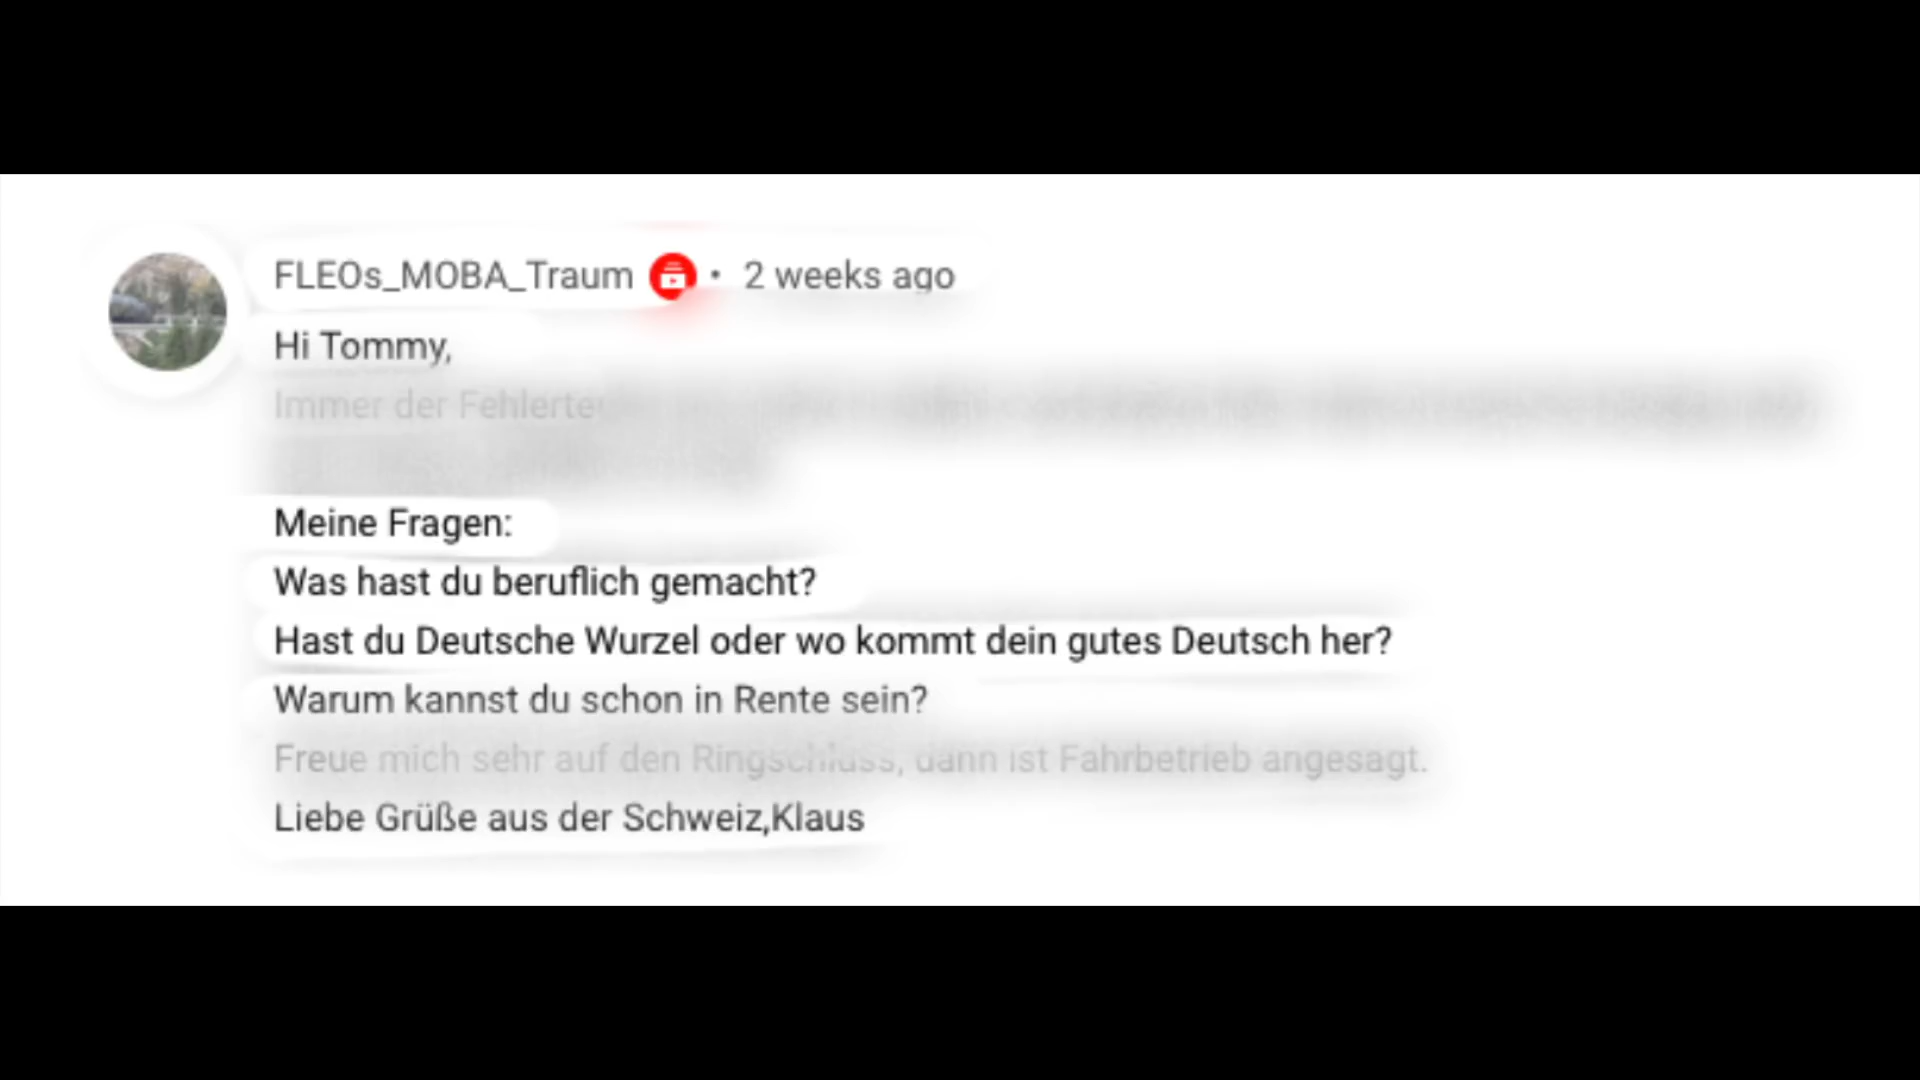 FLEOs_MOBA_Traum • 2 weeks ago
Hi Tommy,
Immer der
Meine Fragen:
Was hast du beruflich gemacht?
Hast du Deutsche Wurzel oder wo kommt dein gutes Deutsch her?
Warum kannst du schon in Rente sein?
Freue mich sehr auf den Ringschluss, dann ist Fahrbetrieb angesagt.
Liebe Grüße aus der Schweiz,Klaus